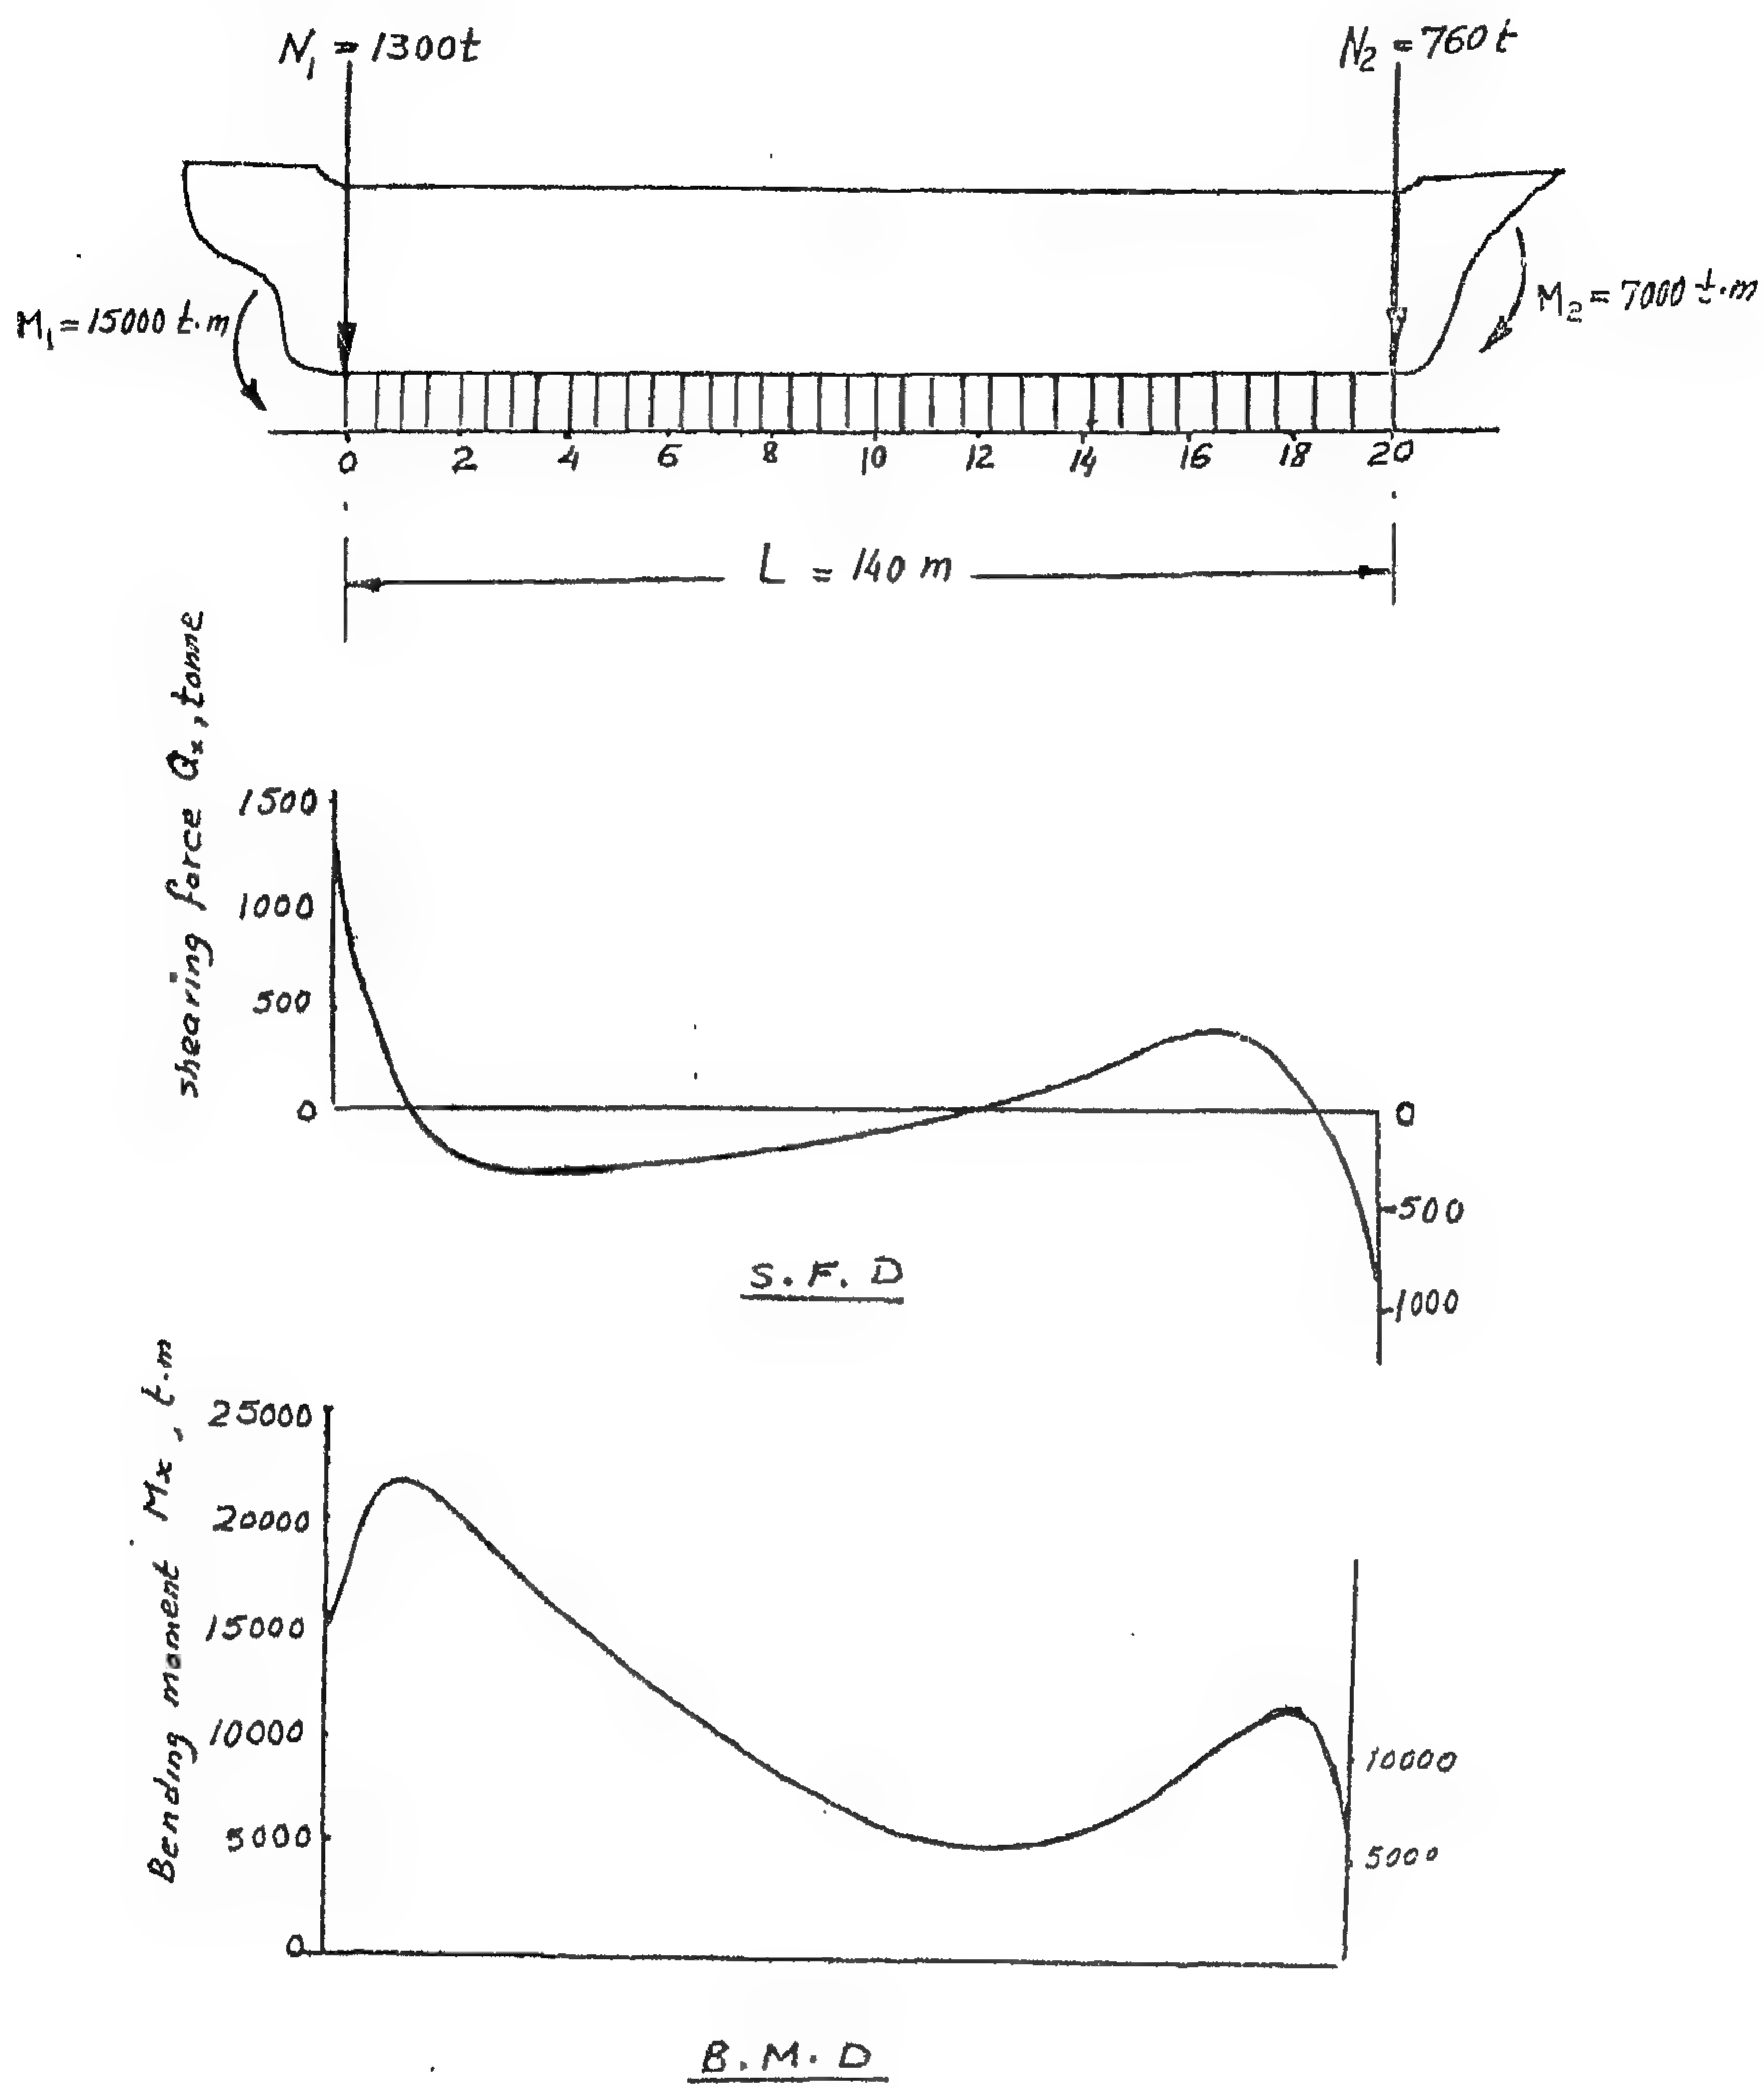 N₁ = 1300t
N₂ = 760t
M₁ = 15000 t.m
M₂ = 7000 t.m
0 2 4 6 8 10 12 14 16 18 20
L = 140 m
shearing force Qₓ, tonne
1500
1000
500
0
0
-500
-1000
S.F.D
Bending moment Mₓ, t.m
25000
20000
15000
10000
5000
0
10000
5000
B.M.D